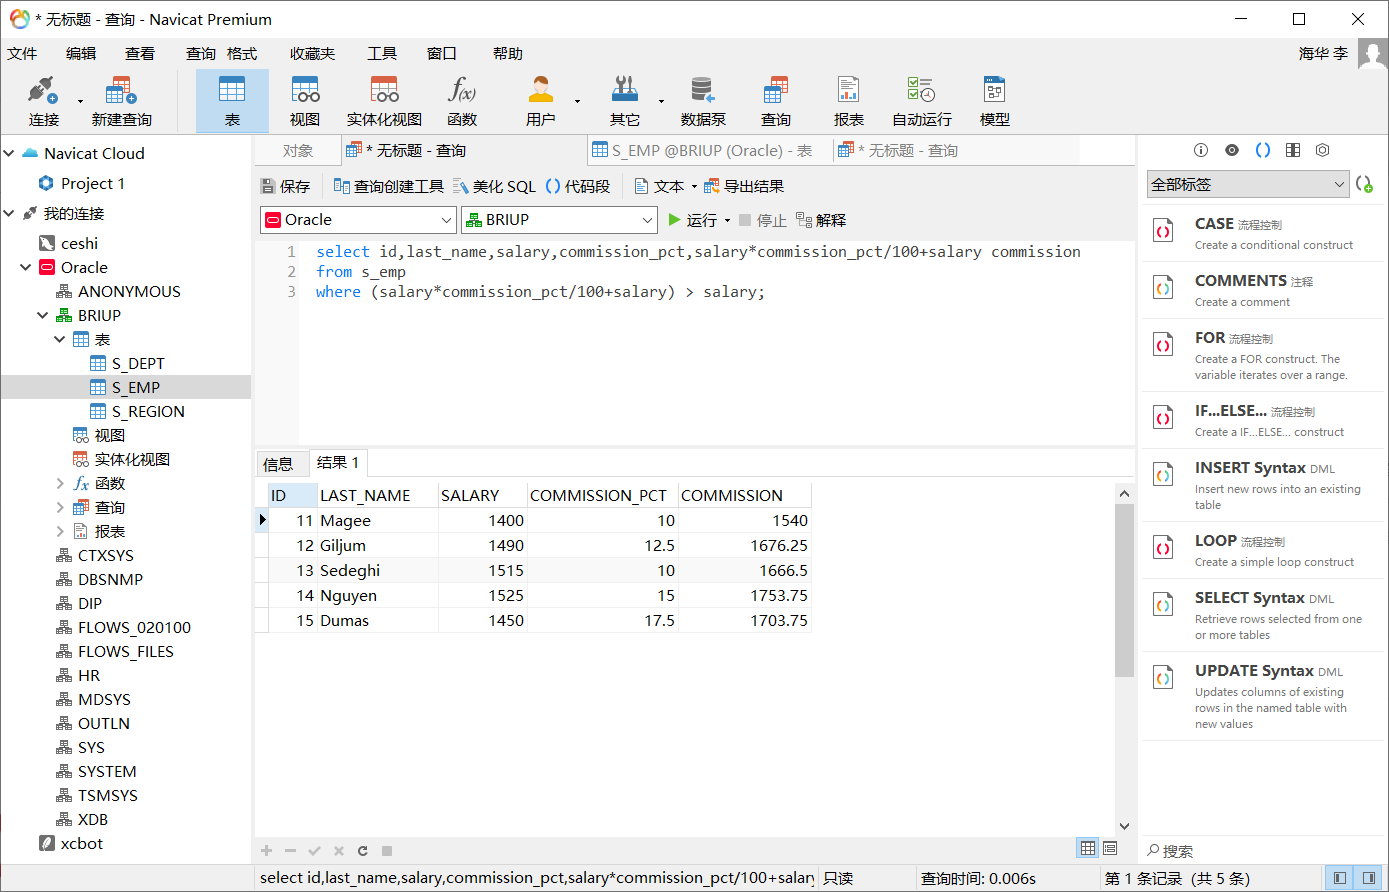 * 无标题 - 查询 - Navicat Premium
文件 编辑 查看 查询 格式 收藏夹 工具 窗口 帮助 海华 李
连接 新建查询 表 视图 实体化视图 函数 用户 其它 数据泵 查询 报表 自动运行 模型
Navicat Cloud
Project 1
我的连接
ceshi
Oracle
ANONYMOUS
BRIUP
表
S_DEPT
S_EMP
S_REGION
视图
实体化视图
函数
查询
报表
CTXSYS
DBSNMP
DIP
FLOWS_020100
FLOWS_FILES
HR
MDSYS
OUTLN
SYS
SYSTEM
TSMSYS
XDB
xcbot
对象 * 无标题 - 查询 S_EMP @BRIUP (Oracle) - 表 * 无标题 - 查询
保存 查询创建工具 美化 SQL () 代码段 文本 导出结果
Oracle BRIUP 运行 停止 解释
1 select id,last_name,salary,commission_pct,salary*commission_pct/100+salary commission
2 from s_emp
3 where (salary*commission_pct/100+salary) > salary;
信息 结果 1
ID LAST_NAME SALARY COMMISSION_PCT COMMISSION
11 Magee 1400 10 1540
12 Giljum 1490 12.5 1676.25
13 Sedeghi 1515 10 1666.5
14 Nguyen 1525 15 1753.75
15 Dumas 1450 17.5 1703.75
全部标签
CASE 流程控制
Create a conditional construct
COMMENTS 注释
Create a comment
FOR 流程控制
Create a FOR construct. The
variable iterates over a range.
IF...ELSE... 流程控制
Create a IF...ELSE... construct
INSERT Syntax DML
Insert new rows into an existing
table
LOOP 流程控制
Create a simple loop construct
SELECT Syntax DML
Retrieve rows selected from one
or more tables
UPDATE Syntax DML
Updates columns of existing
rows in the named table with
new values
搜索
select id,last_name,salary,commission_pct,salary*commission_pct/100+salary 只读 查询时间: 0.006s 第 1 条记录 (共 5 条)